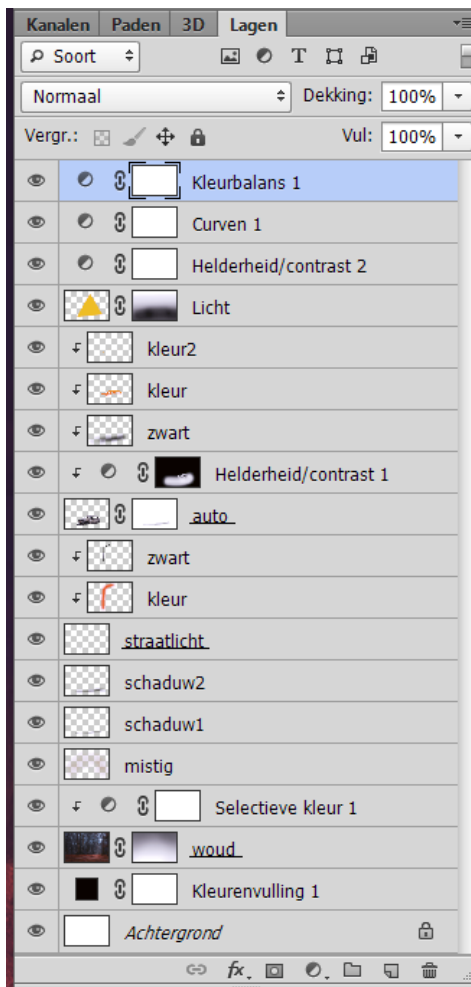 Kanalen Paden 3D Lagen
Soort
Normaal Dekking: 100%
Vergr.: Vul: 100%
Kleurbalans 1
Curven 1
Helderheid/contrast 2
Licht
kleur2
kleur
zwart
Helderheid/contrast 1
auto
zwart
kleur
straatlicht
schaduw2
schaduw1
mistig
Selectieve kleur 1
woud
Kleurenvulling 1
Achtergrond
fx